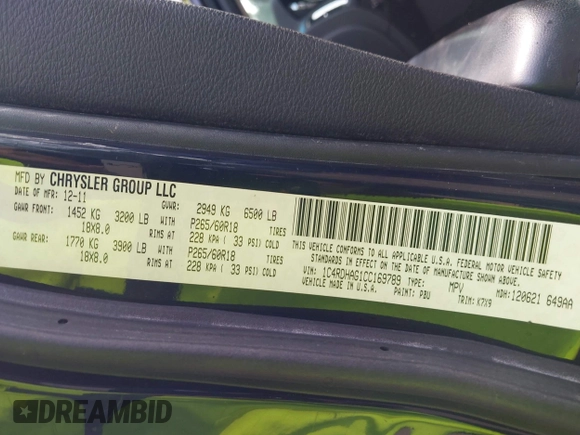 MFD BY CHRYSLER GROUP LLC
DATE OF MFR: 12-11 GVWR: 2949 KG 6500 LB
GAWR FRONT: 1452 KG 3200 LB WITH P265/60R18 TIRES
18X8.0 RIMS AT 228 KPA ( 33 PSI) COLD
GAWR REAR: 1770 KG 3900 LB WITH P265/60R18 TIRES
18X8.0 RIMS AT 228 KPA ( 33 PSI) COLD
THIS VEHICLE CONFORMS TO ALL APPLICABLE U.S.A. FEDERAL MOTOR VEHICLE SAFETY
STANDARDS IN EFFECT ON THE DATE OF MANUFACTURE SHOWN ABOVE.
VIN: 1C4RDHAG1CC169789 TYPE: MPV MDH: 120621 649AA
VEHICLE MADE IN U.S.A. PAINT: PBU TRIM: K7X9
DREAMBID